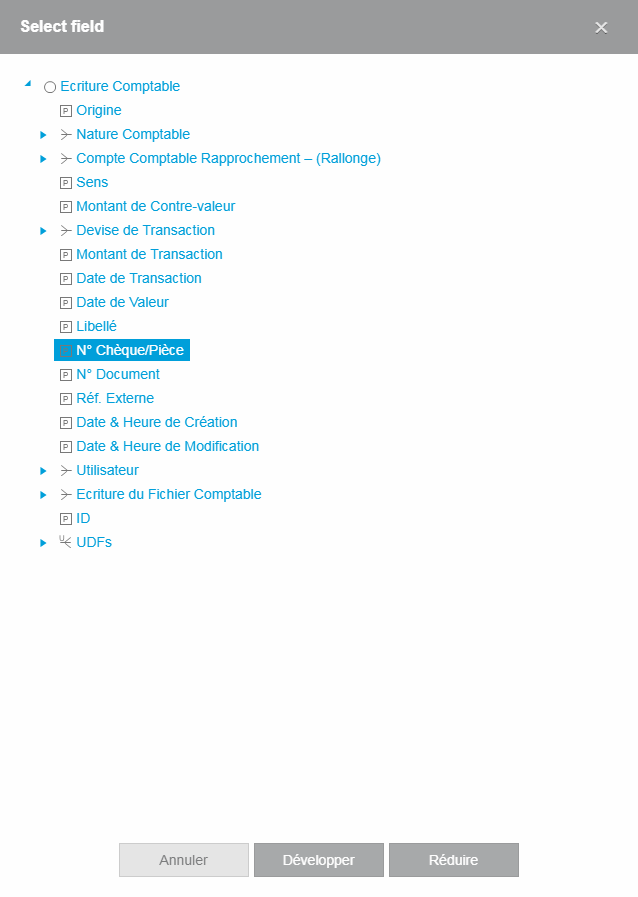 Select field
Ecriture Comptable
Origine
Nature Comptable
Compte Comptable Rapprochement – (Rallonge)
Sens
Montant de Contre-valeur
Devise de Transaction
Montant de Transaction
Date de Transaction
Date de Valeur
Libellé
N° Chèque/Pièce
N° Document
Réf. Externe
Date & Heure de Création
Date & Heure de Modification
Utilisateur
Ecriture du Fichier Comptable
ID
UDFs
Annuler Développer Réduire